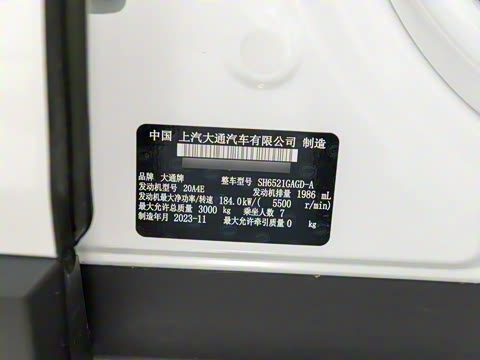 中国 上汽大通汽车有限公司 制造
品牌 大通牌 整车型号 SH6521GAGD-A
发动机型号 20A4E 发动机排量 1986 mL
发动机最大净功率/转速 184.0kW/( 5500 r/min)
最大允许总质量 3000 kg 乘坐人数 7
制造年月 2023-11 最大允许牵引质量 0 kg